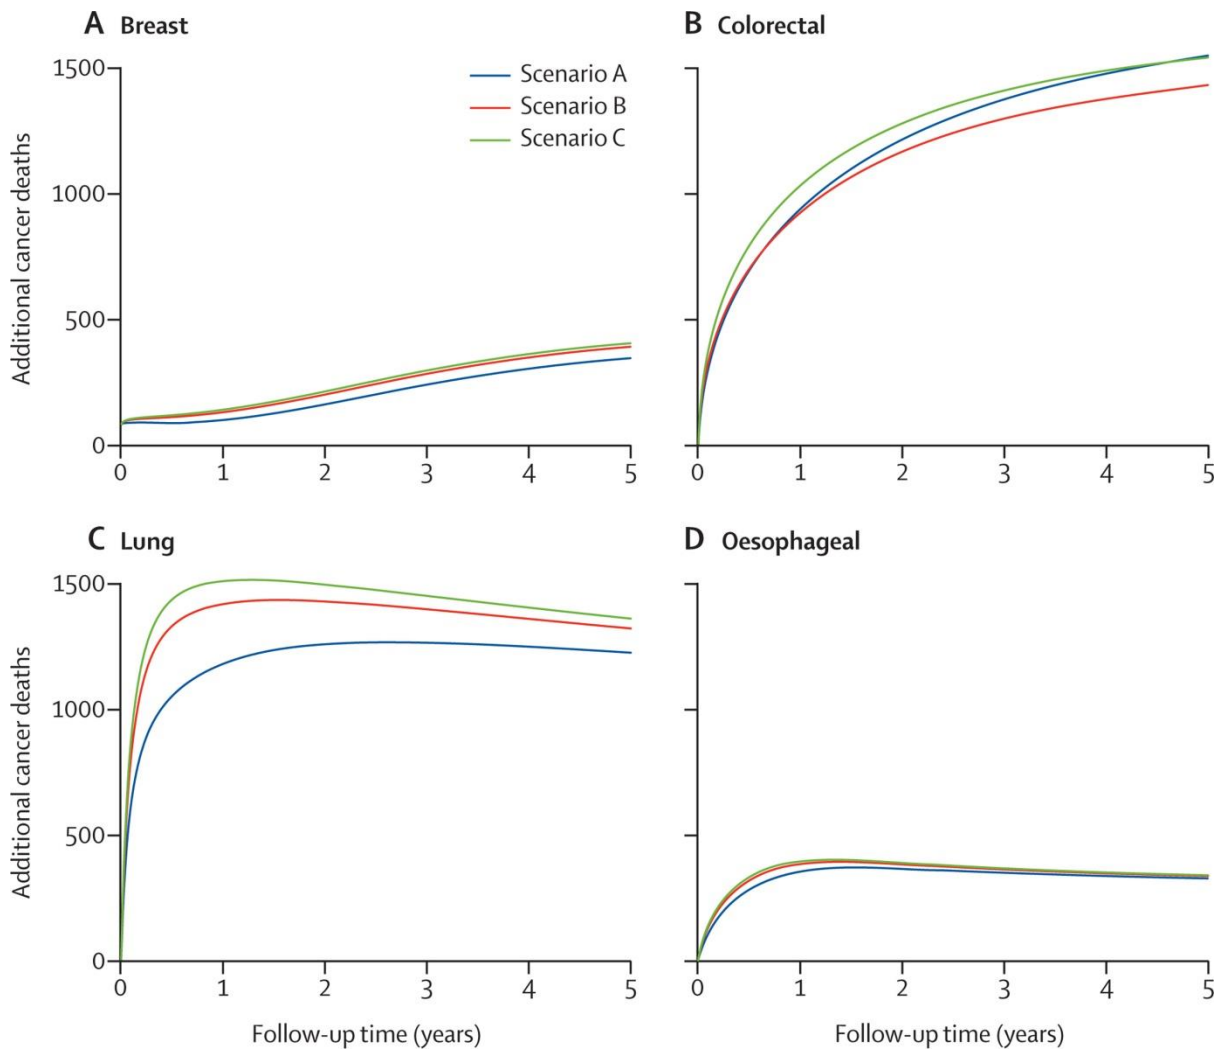 A Breast
B Colorectal
Additional cancer deaths
1500
1000
500
0
Scenario A
Scenario B
Scenario C
0 1 2 3 4 5
0 1 2 3 4 5
C Lung
D Oesophageal
Additional cancer deaths
1500
1000
500
0
0 1 2 3 4 5
0 1 2 3 4 5
Follow-up time (years)
Follow-up time (years)